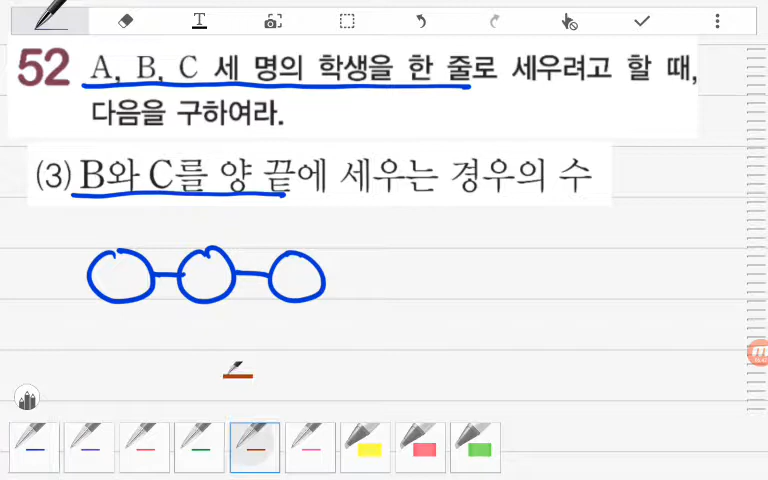 52 A, B, C 세 명의 학생을 한 줄로 세우려고 할 때,
다음을 구하여라.
(3) B와 C를 양 끝에 세우는 경우의 수